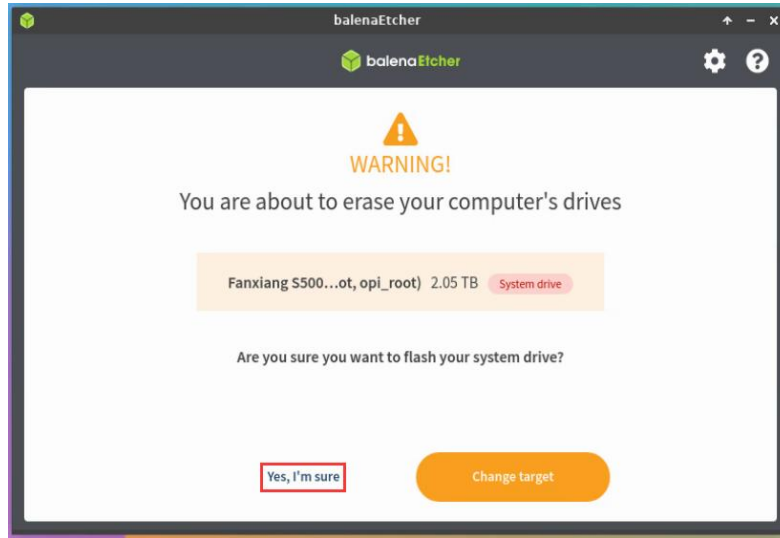 balenaEtcher
balenaEtcher
WARNING!
You are about to erase your computer's drives
Fanxiang S500...ot, opi_root) 2.05 TB System drive
Are you sure you want to flash your system drive?
Yes, I'm sure Change target